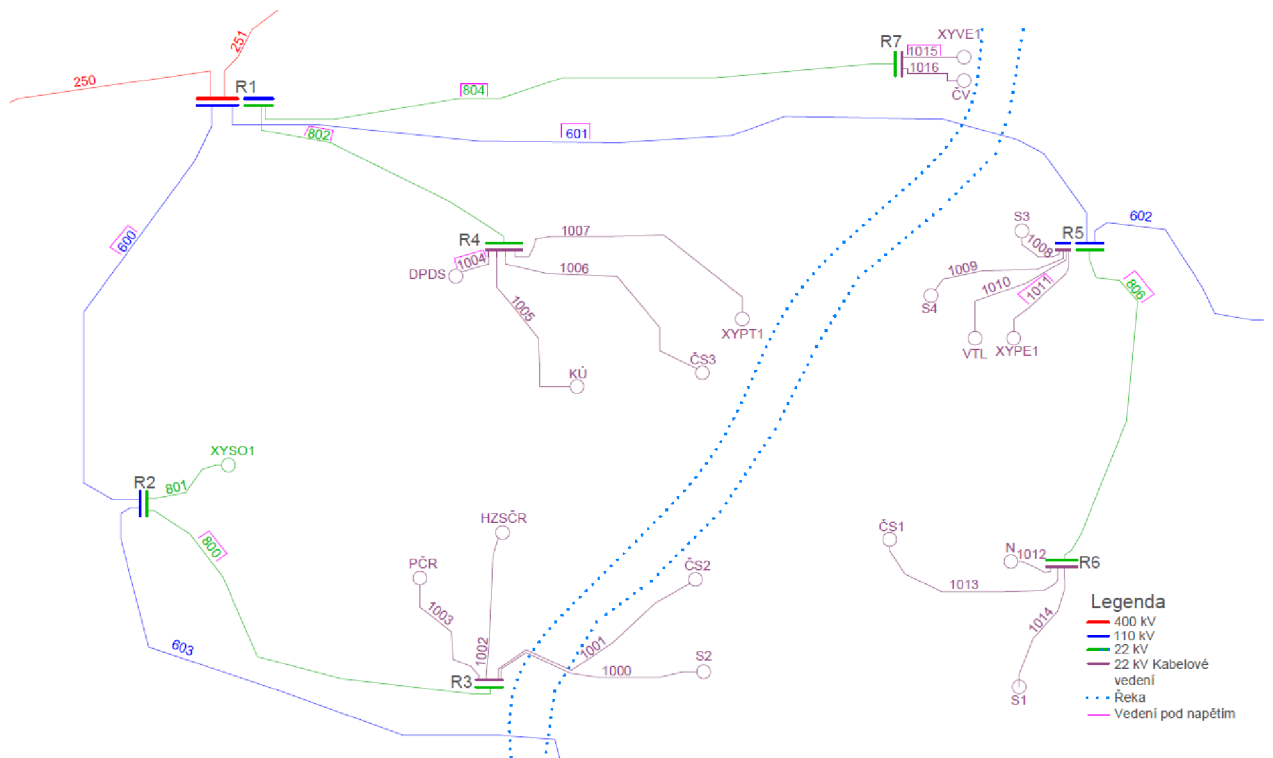 251
250
R1
804
802
601
600
R7
XYVE1
1015
1016
ČV
R4
1004
DPDS
1007
1006
1005
XYPT1
ČS3
KÚ
S3
1008
R5
602
1009
1010
1011
S4
VTL
XYPE1
806
XYSO1
801
R2
800
603
HZSČR
PČR
ČS2
1003
1002
1001
1000
S2
R3
ČS1
N
1012
R6
1013
1014
S1
Legenda
400 kV
110 kV
22 kV
22 kV Kabelové
vedení
Řeka
Vedení pod napětím